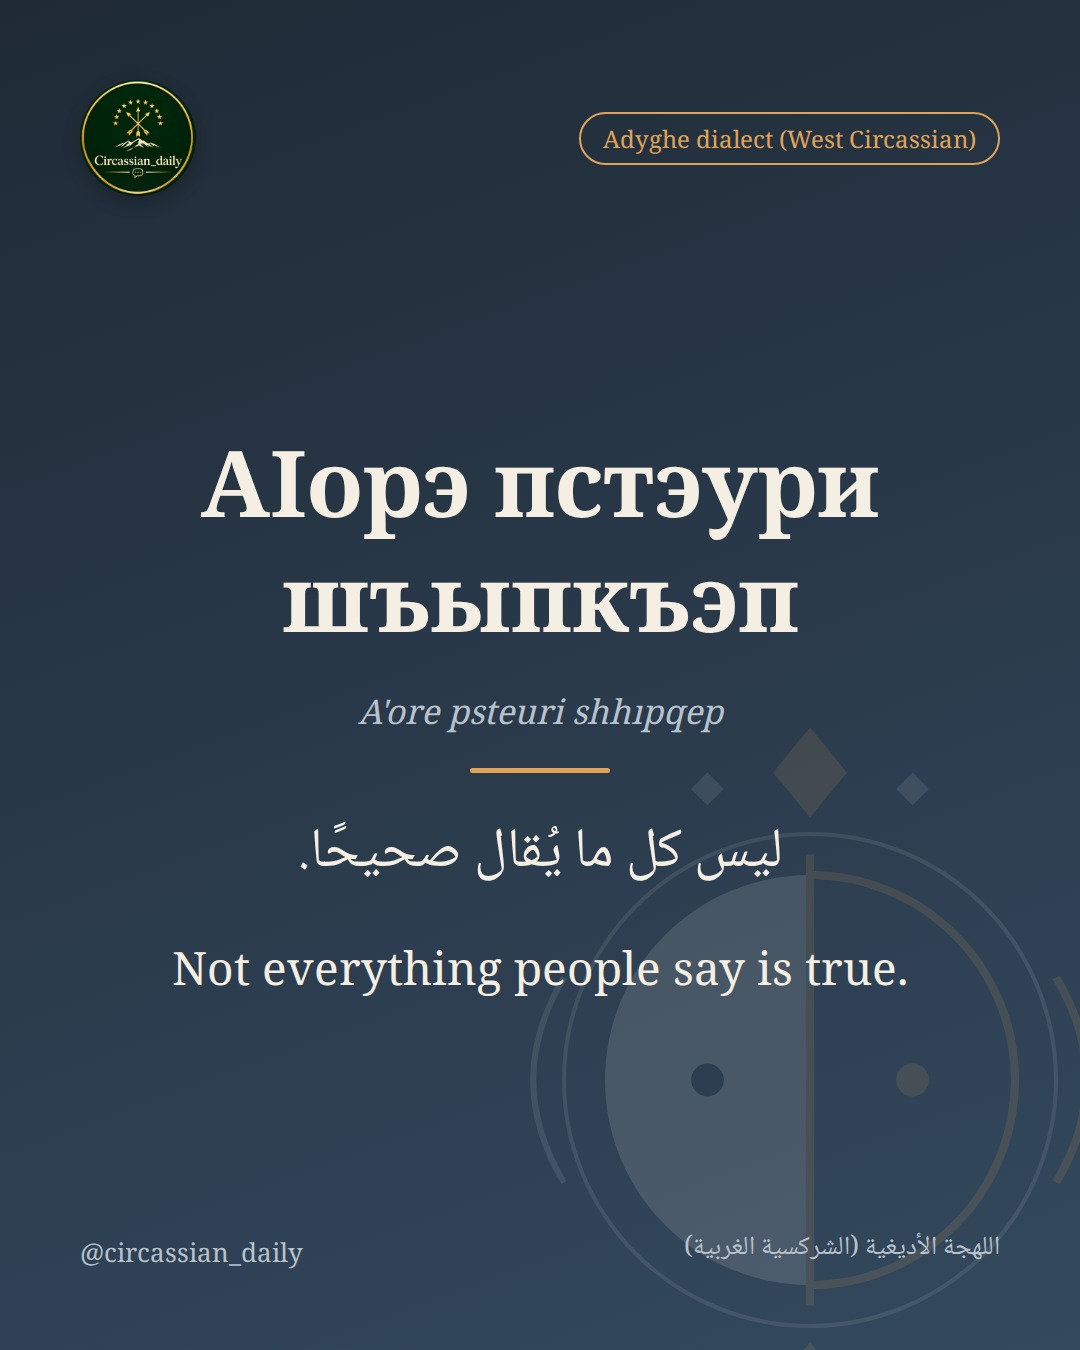 Circassian_daily
Adyghe dialect (West Circassian)
АӀорэ пстэури
шъыпкъэп
A'ore psteuri shhıpqep
ليس كل ما يُقال صحيحًا.
Not everything people say is true.
@circassian_daily
اللهجة الأديغية (الشركسية الغربية)